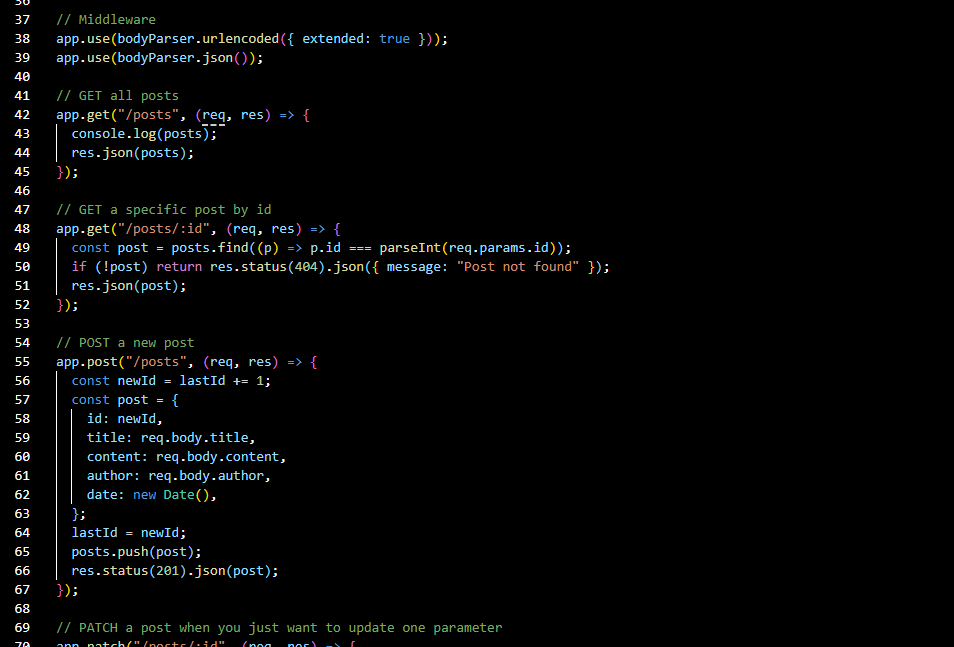 36
37 // Middleware
38 app.use(bodyParser.urlencoded({ extended: true }));
39 app.use(bodyParser.json());
40
41 // GET all posts
42 app.get("/posts", (req, res) => {
43 console.log(posts);
44 res.json(posts);
45 });
46
47 // GET a specific post by id
48 app.get("/posts/:id", (req, res) => {
49 const post = posts.find((p) => p.id === parseInt(req.params.id));
50 if (!post) return res.status(404).json({ message: "Post not found" });
51 res.json(post);
52 });
53
54 // POST a new post
55 app.post("/posts", (req, res) => {
56 const newId = lastId += 1;
57 const post = {
58 id: newId,
59 title: req.body.title,
60 content: req.body.content,
61 author: req.body.author,
62 date: new Date(),
63 };
64 lastId = newId;
65 posts.push(post);
66 res.status(201).json(post);
67 });
68
69 // PATCH a post when you just want to update one parameter
70 app.patch("/posts/:id", (req, res) => {